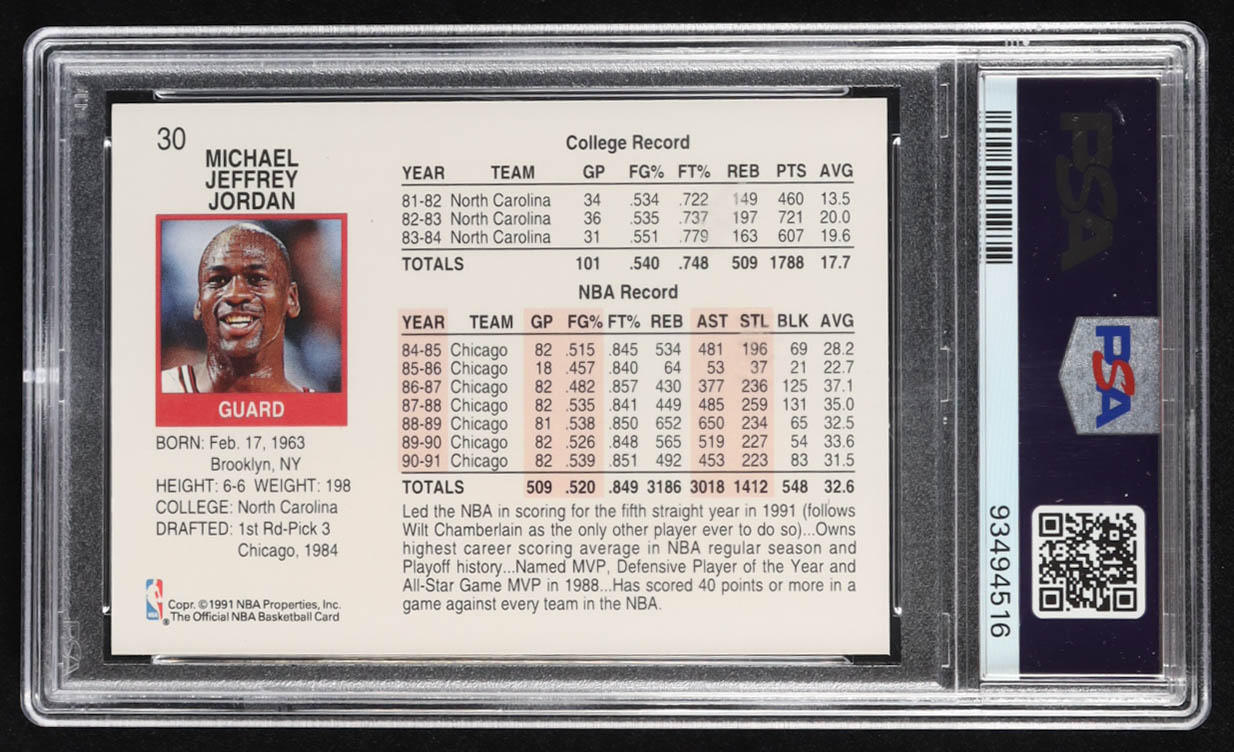 30
MICHAEL
JEFFREY
JORDAN
GUARD
BORN: Feb. 17, 1963
Brooklyn, NY
HEIGHT: 6-6 WEIGHT: 198
COLLEGE: North Carolina
DRAFTED: 1st Rd-Pick 3
Chicago, 1984
NBA
Copr. © 1991 NBA Properties, Inc.
® The Official NBA Basketball Card
College Record
YEAR TEAM GP FG% FT% REB PTS AVG
81-82 North Carolina 34 .534 .722 149 460 13.5
82-83 North Carolina 36 .535 .737 197 721 20.0
83-84 North Carolina 31 .551 .779 163 607 19.6
TOTALS 101 .540 .748 509 1788 17.7
NBA Record
YEAR TEAM GP FG% FT% REB AST STL BLK AVG
84-85 Chicago 82 .515 .845 534 481 196 69 28.2
85-86 Chicago 18 .457 .840 64 53 37 21 22.7
86-87 Chicago 82 .482 .857 430 377 236 125 37.1
87-88 Chicago 82 .535 .841 449 485 259 131 35.0
88-89 Chicago 81 .538 .850 652 650 234 65 32.5
89-90 Chicago 82 .526 .848 565 519 227 54 33.6
90-91 Chicago 82 .539 .851 492 453 223 83 31.5
TOTALS 509 .520 .849 3186 3018 1412 548 32.6
Led the NBA in scoring for the fifth straight year in 1991 (follows
Wilt Chamberlain as the only other player ever to do so)...Owns
highest career scoring average in NBA regular season and
Playoff history...Named MVP, Defensive Player of the Year and
All-Star Game MVP in 1988...Has scored 40 points or more in a
game against every team in the NBA.
PSA
PSA
93494516
PSA